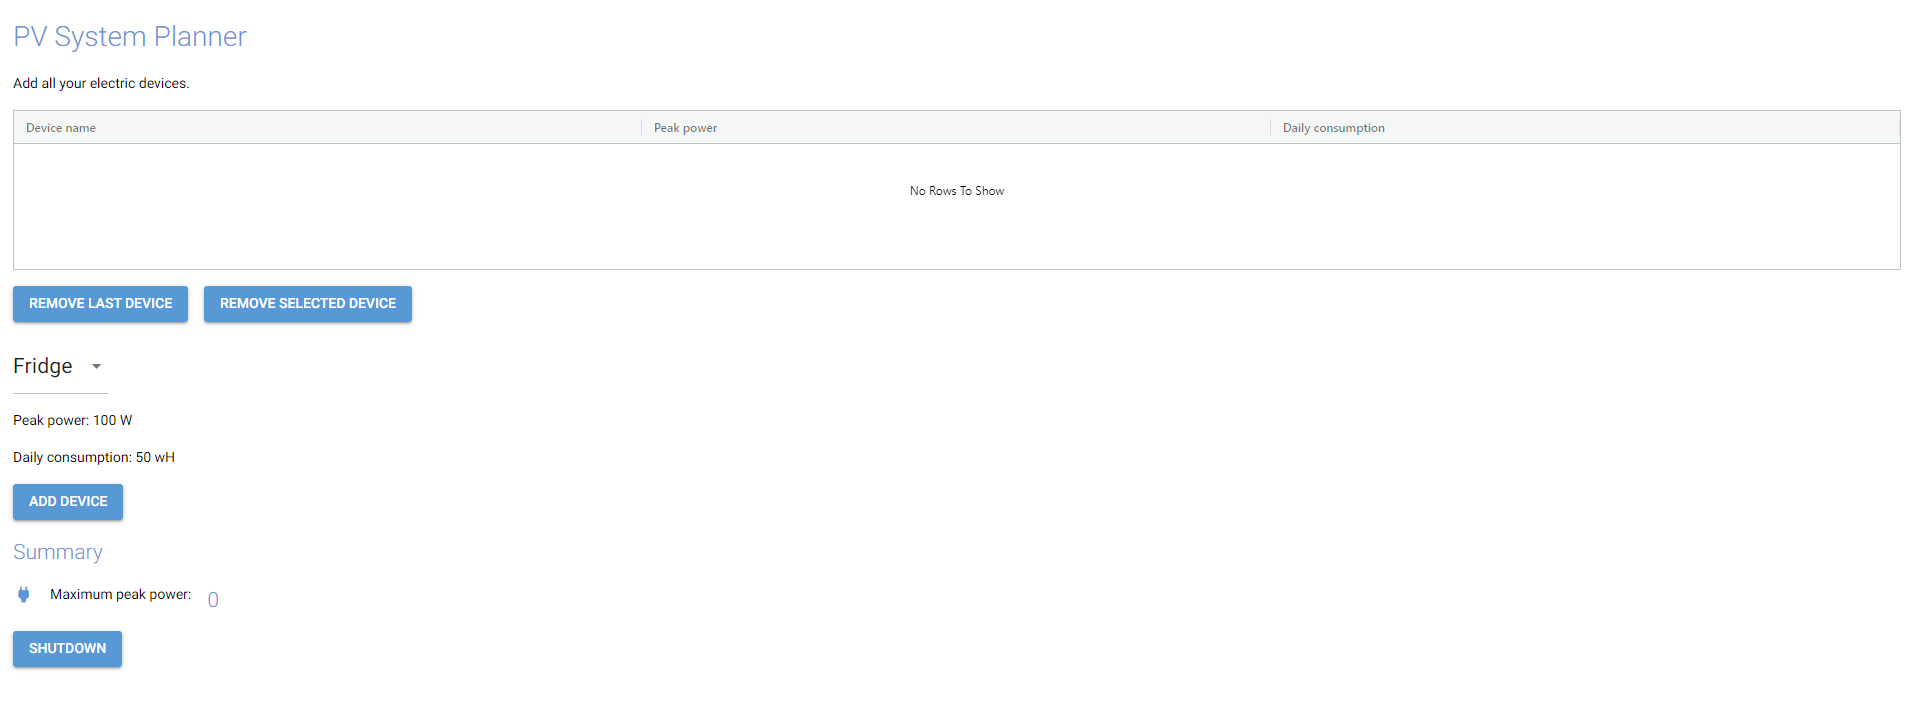 PV System Planner
Add all your electric devices.
Device name Peak power Daily consumption
No Rows To Show
REMOVE LAST DEVICE REMOVE SELECTED DEVICE
Fridge
Peak power: 100 W
Daily consumption: 50 wH
ADD DEVICE
Summary
Maximum peak power: 0
SHUTDOWN